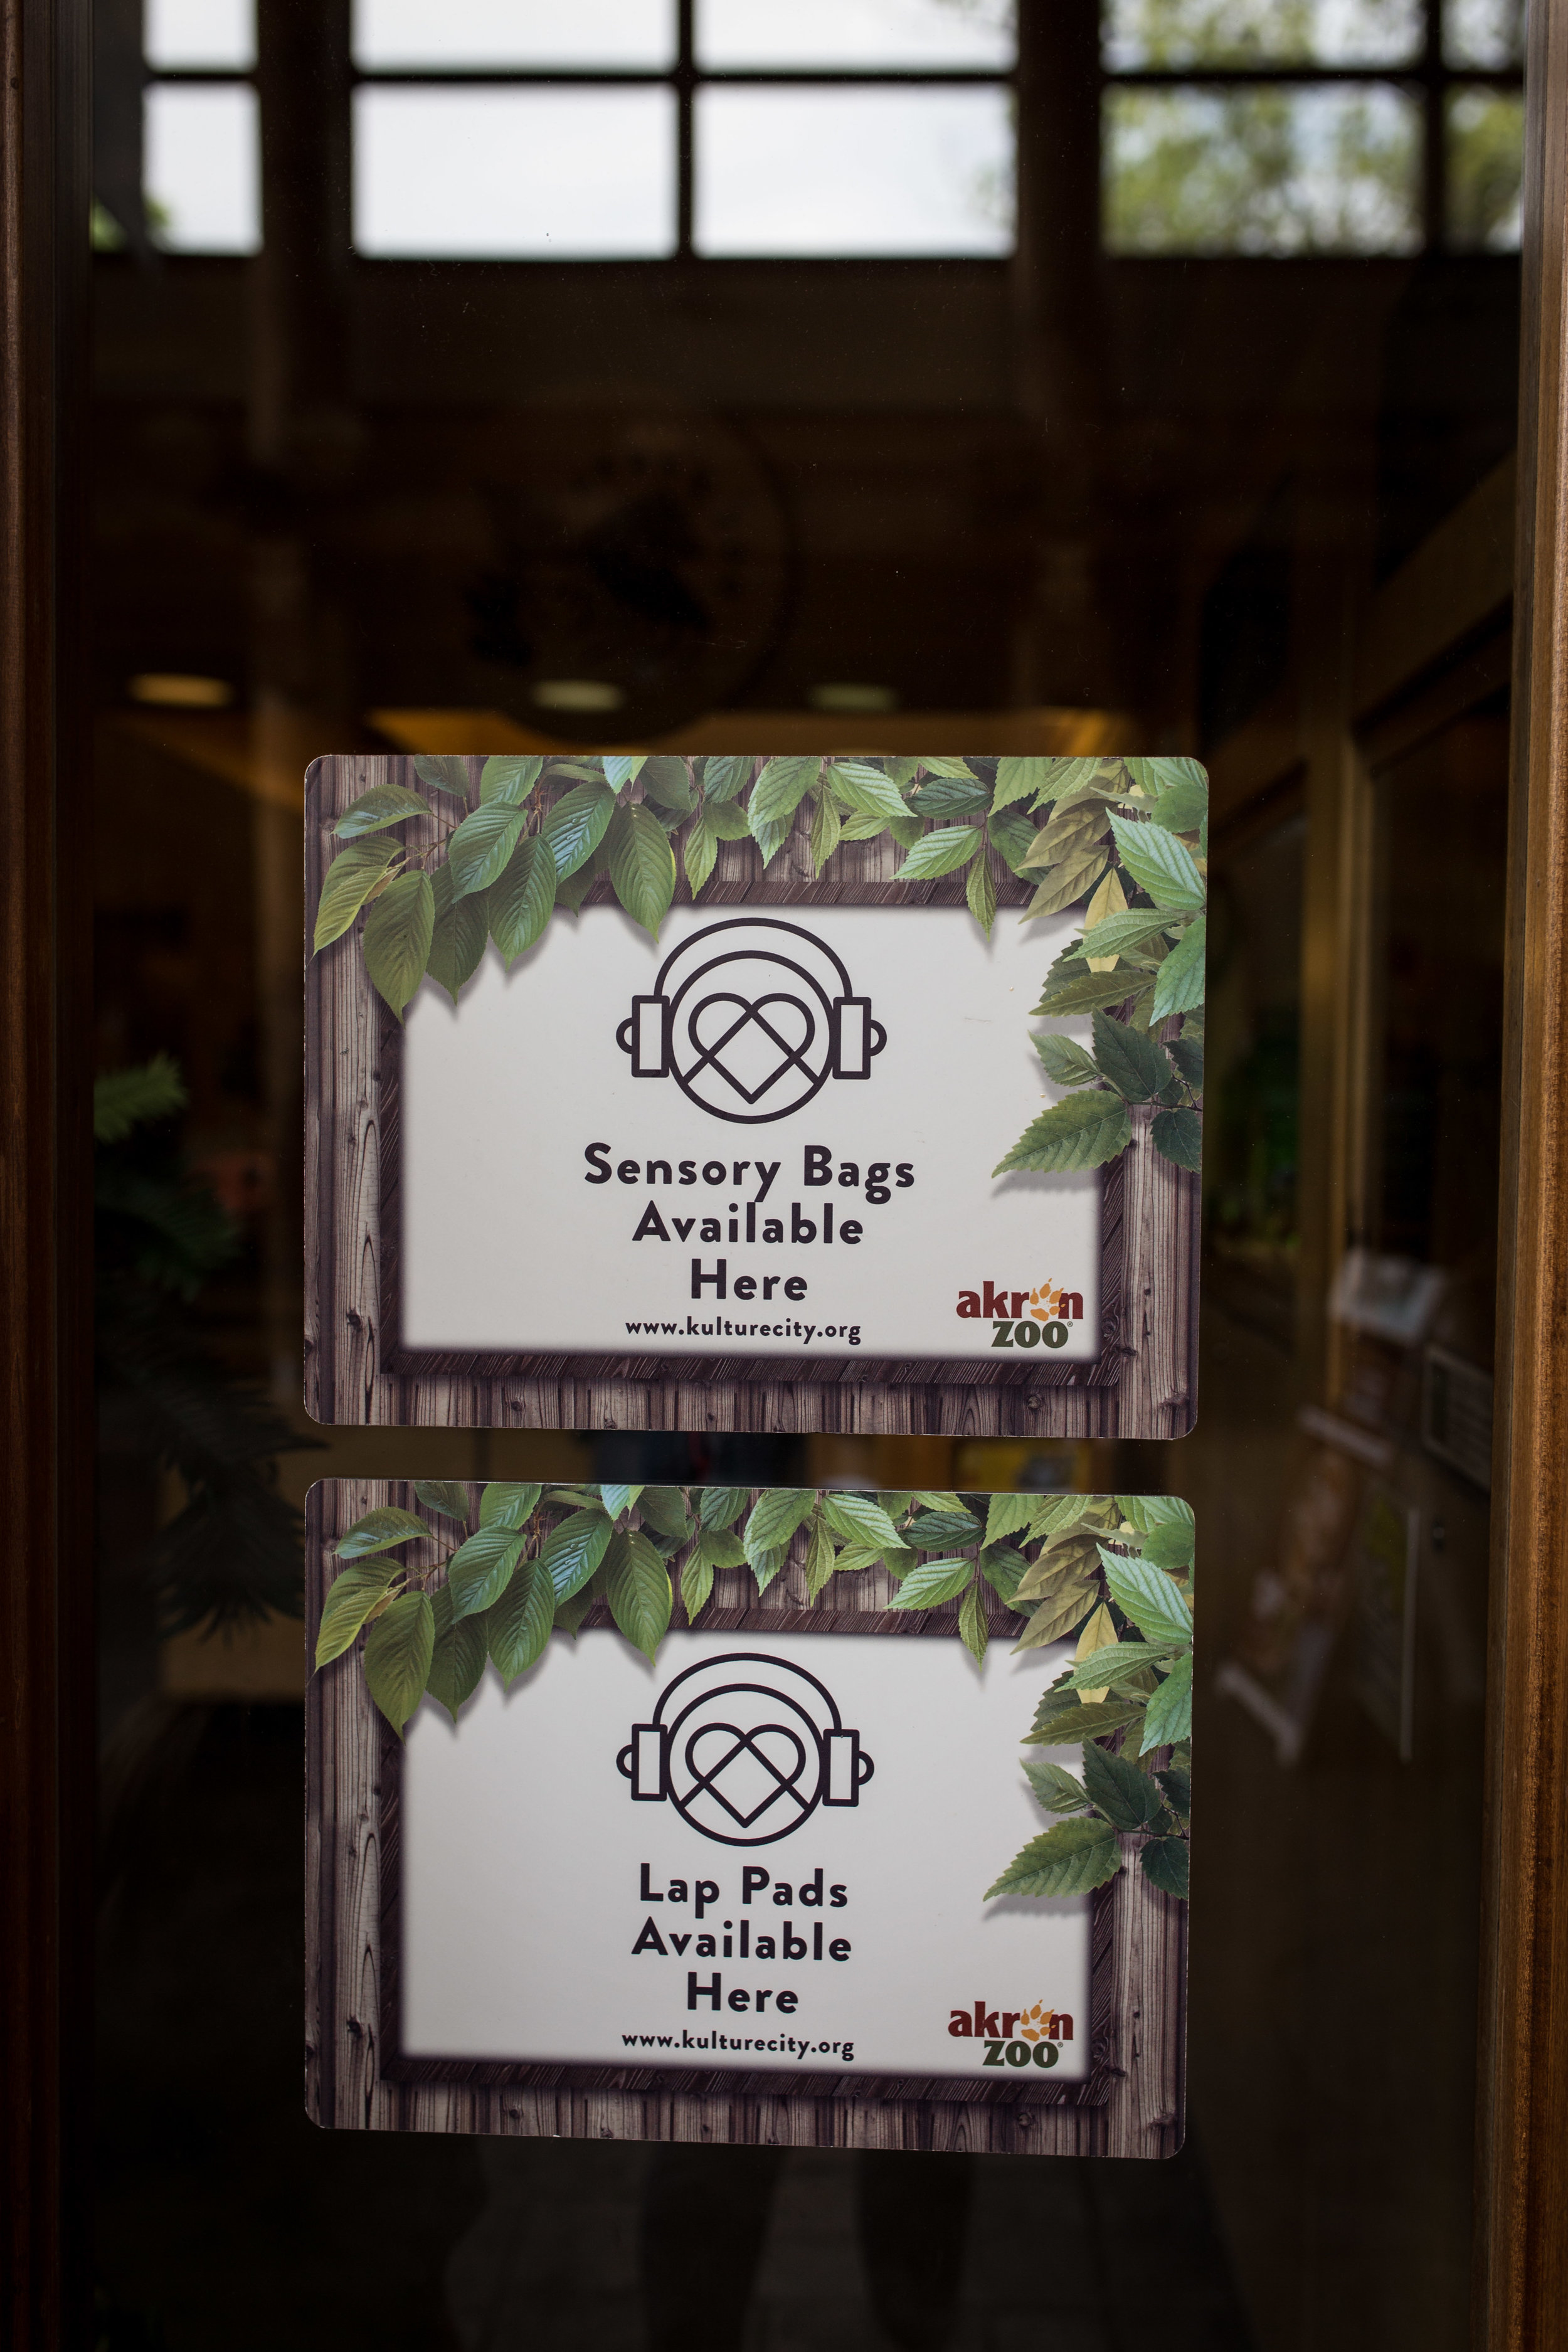 Sensory Bags
Available
Here
www.kulturecity.org
akron
ZOO®
Lap Pads
Available
Here
www.kulturecity.org
akron
ZOO®